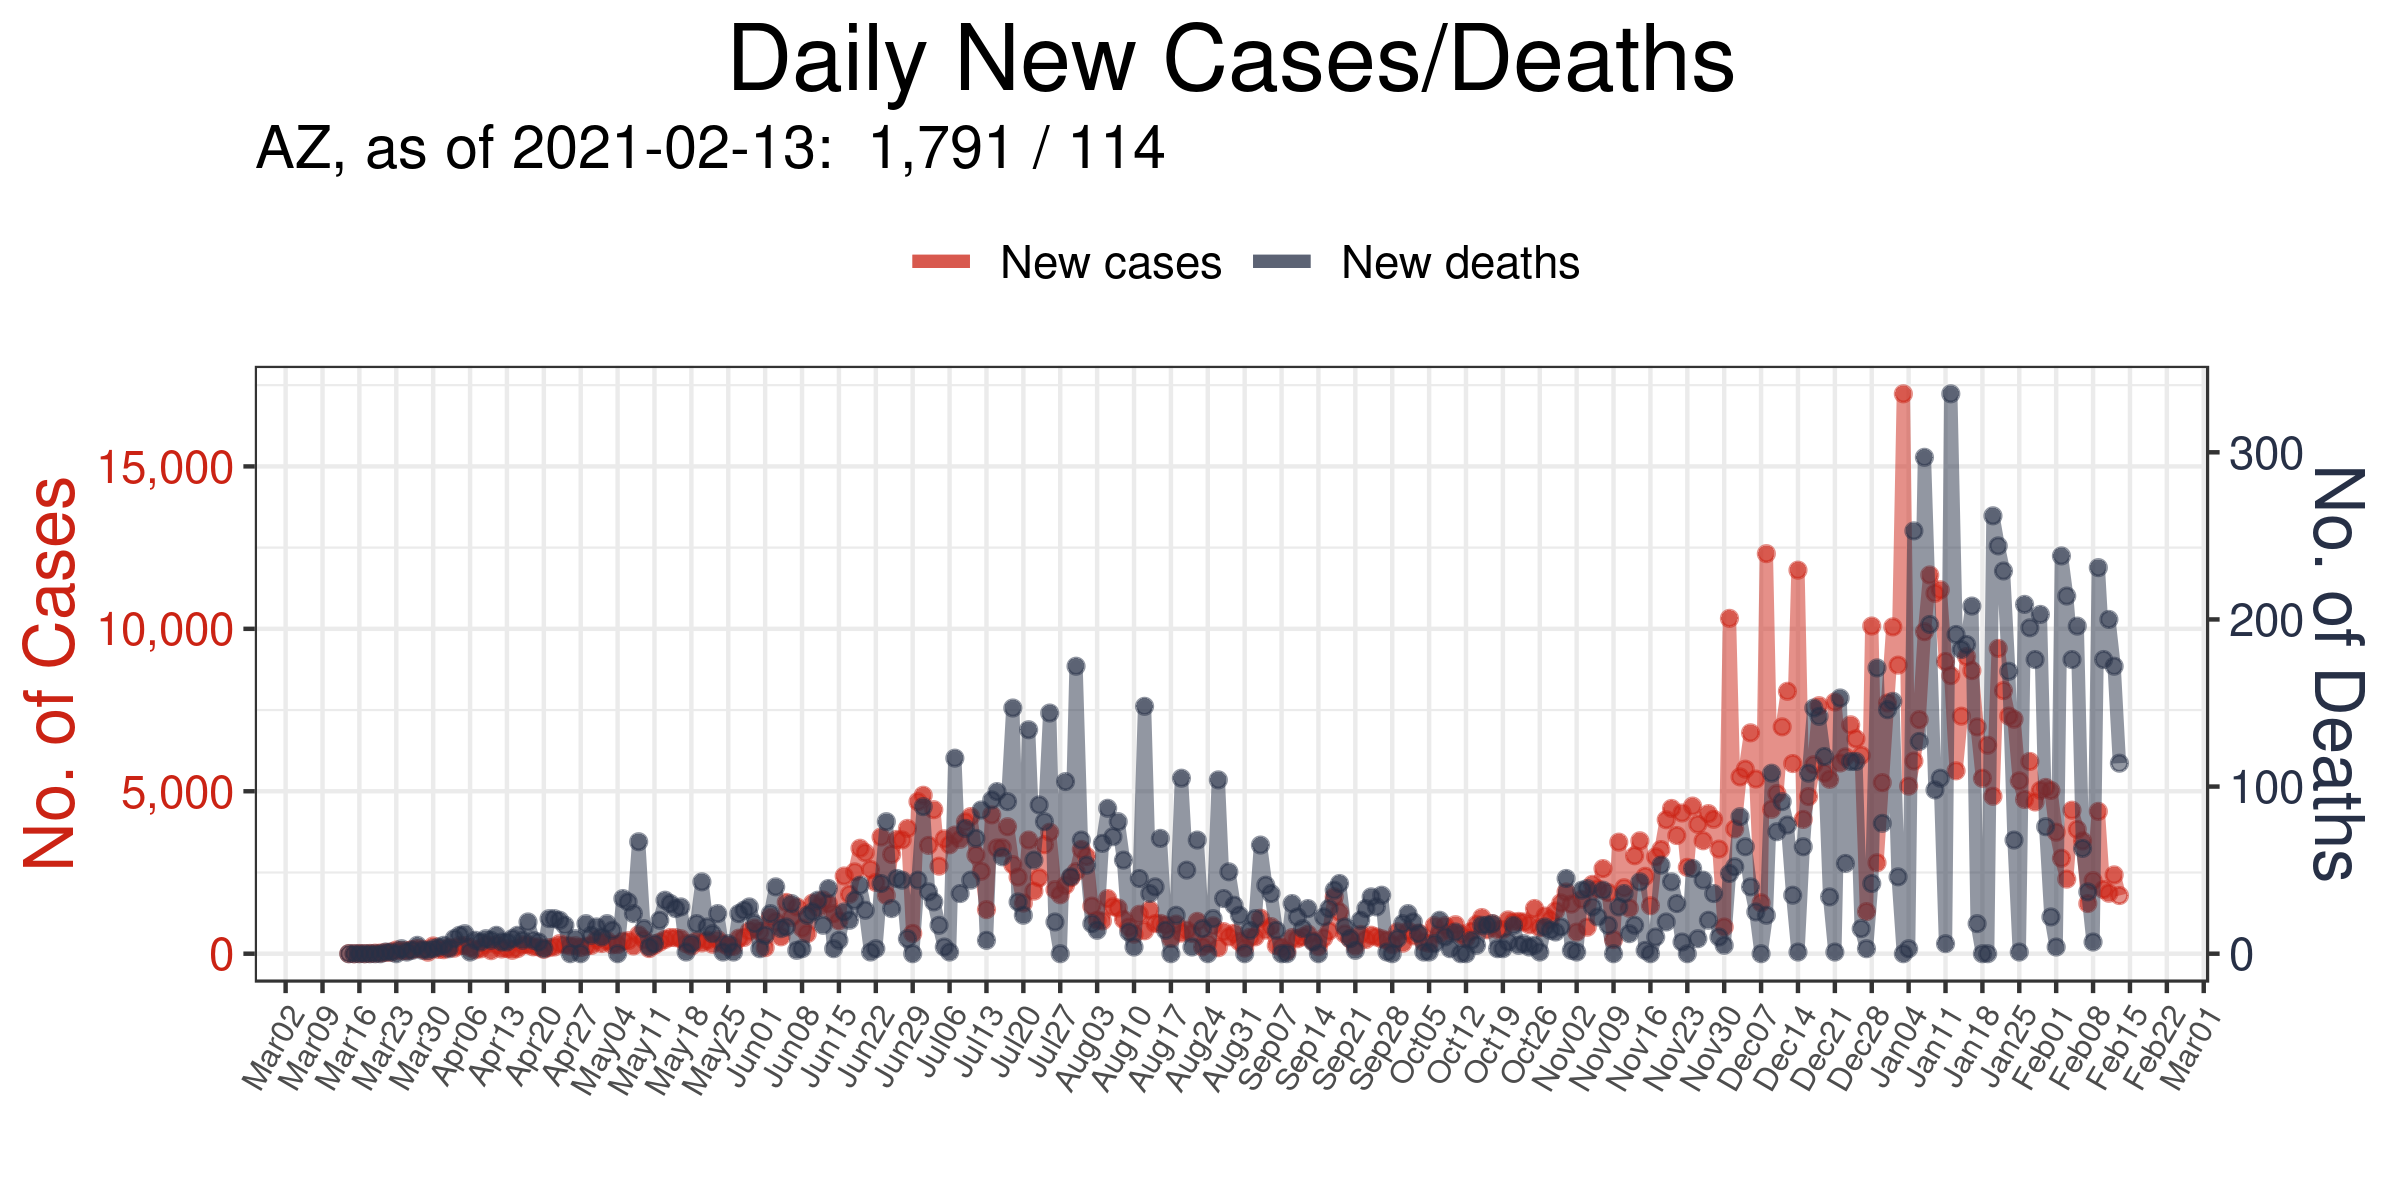 Daily New Cases/Deaths
AZ, as of 2021-02-13:  1,791 / 114
New cases
New deaths
No. of Cases
15,000
10,000
5,000
0
300
200
100
0
No. of Deaths
Mar02
Mar09
Mar16
Mar23
Mar30
Apr06
Apr13
Apr20
Apr27
May04
May11
May18
May25
Jun01
Jun08
Jun15
Jun22
Jun29
Jul06
Jul13
Jul20
Jul27
Aug03
Aug10
Aug17
Aug24
Aug31
Sep07
Sep14
Sep21
Sep28
Oct05
Oct12
Oct19
Oct26
Nov02
Nov09
Nov16
Nov23
Nov30
Dec07
Dec14
Dec21
Dec28
Jan04
Jan11
Jan18
Jan25
Feb01
Feb08
Feb15
Feb22
Mar01